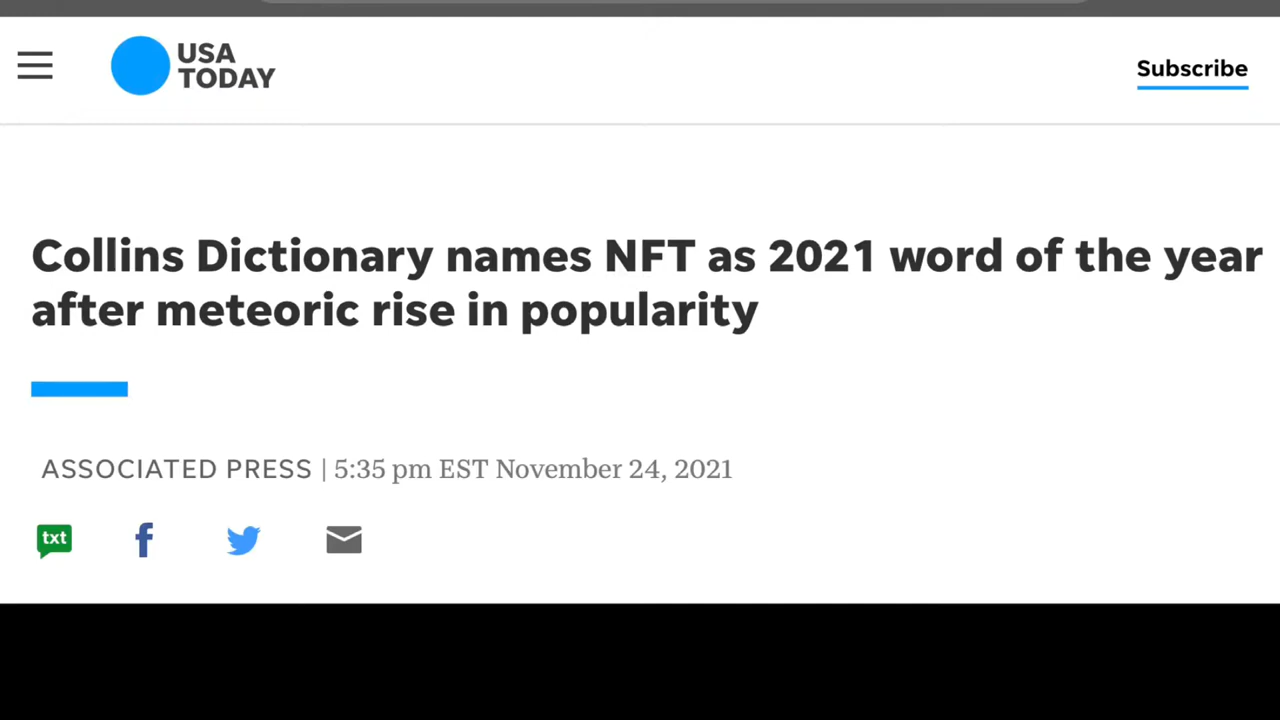 USA
TODAY
Subscribe
Collins Dictionary names NFT as 2021 word of the year
after meteoric rise in popularity
ASSOCIATED PRESS | 5:35 pm EST November 24, 2021
txt